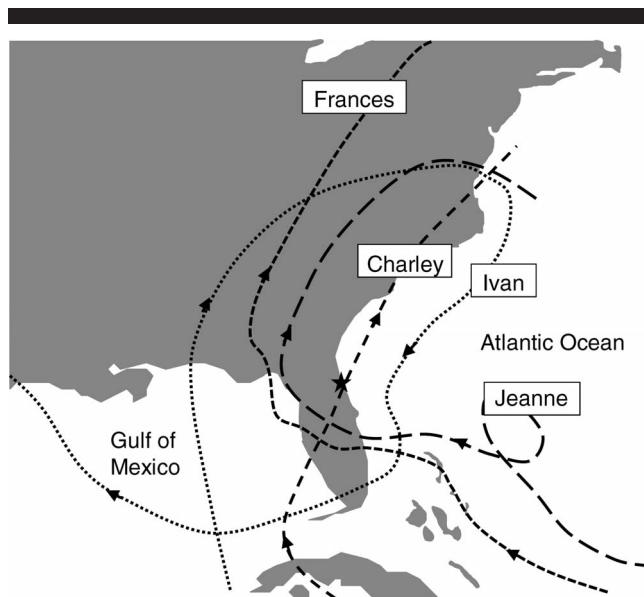 Frances
Charley
Ivan
Atlantic Ocean
Jeanne
Gulf of
Mexico